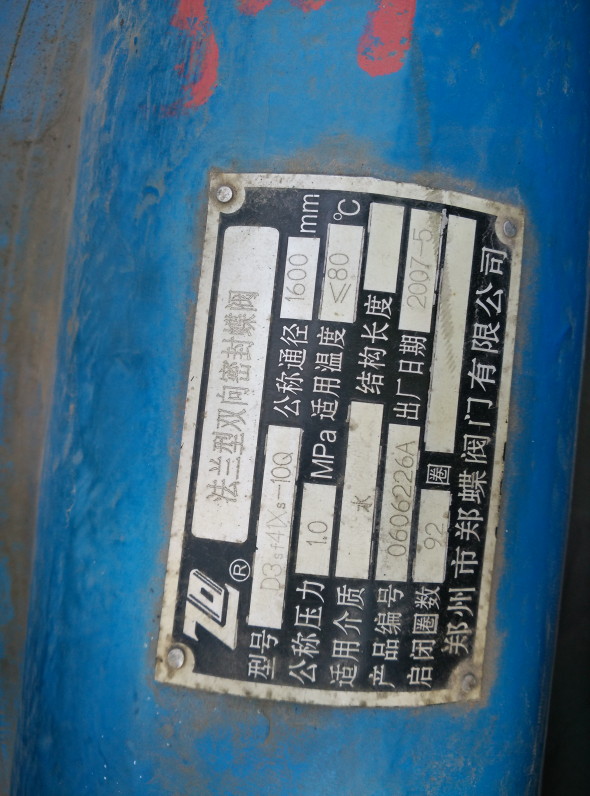 法兰型双向密封蝶阀
型号 D3sf41Xs-10Q 公称通径 1600 mm
公称压力 1.0 MPa 适用温度 ≤80 ℃
适用介质 水 结构长度
产品编号 0606226A 出厂日期 2007-5
启闭圈数 92 圈
郑州市郑蝶阀门有限公司